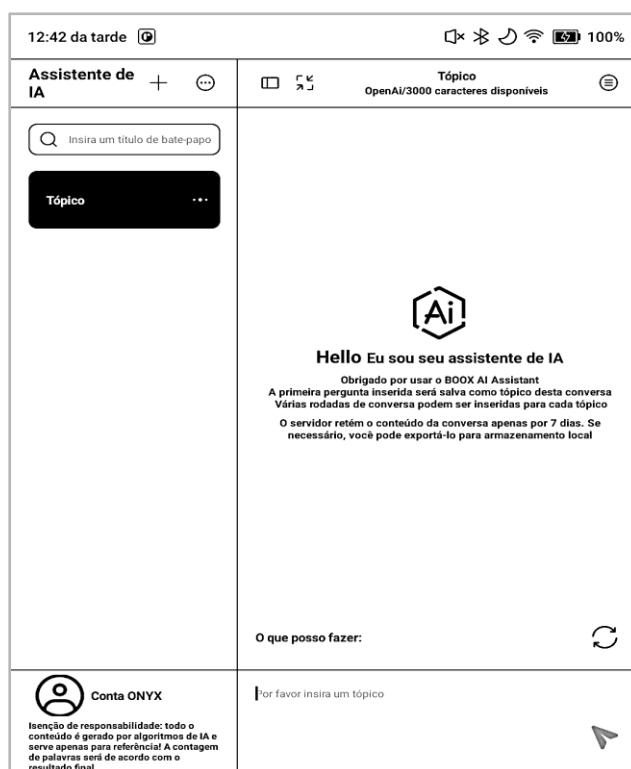 12:42 da tarde
100%
Assistente de
IA
Tópico
OpenAi/3000 caracteres disponíveis
Insira um título de bate-papo
Tópico
Ai
Hello Eu sou seu assistente de IA
Obrigado por usar o BOOX AI Assistant
A primeira pergunta inserida será salva como tópico desta conversa
Várias rodadas de conversa podem ser inseridas para cada tópico
O servidor retém o conteúdo da conversa apenas por 7 dias. Se
necessário, você pode exportá-lo para armazenamento local
O que posso fazer:
Conta ONYX
Isenção de responsabilidade: todo o
conteúdo é gerado por algoritmos de IA e
serve apenas para referência! A contagem
de palavras será de acordo com o
resultado final
Por favor insira um tópico